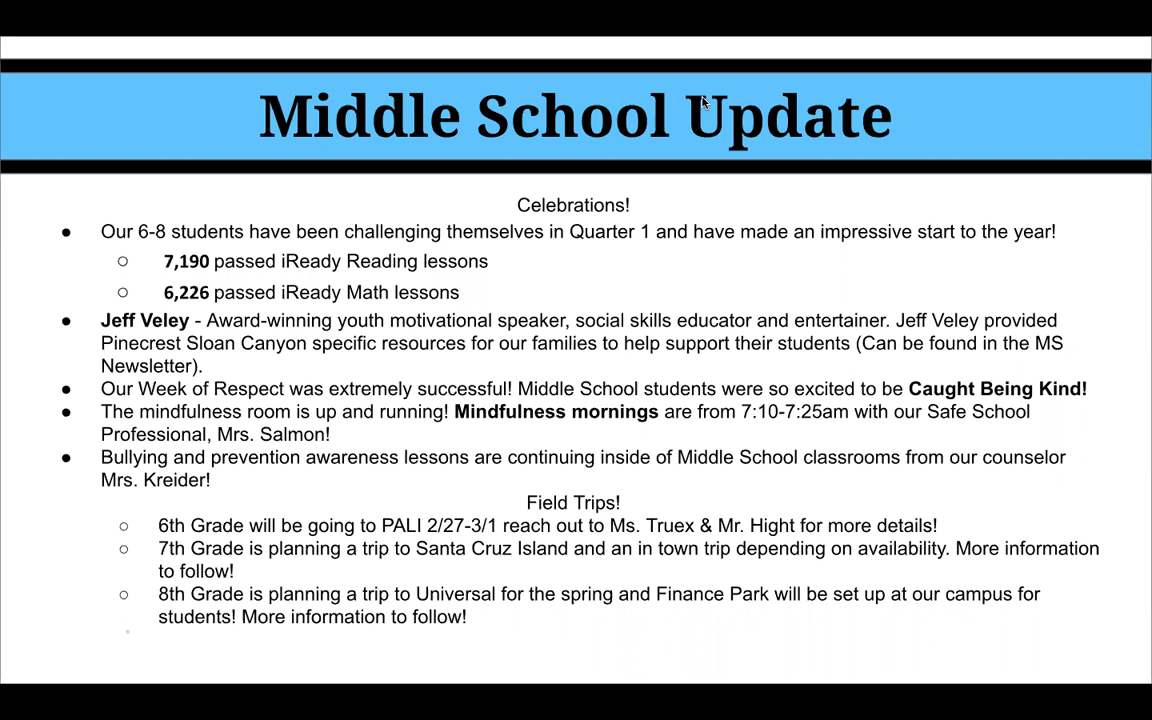 Middle School Update
Celebrations!
● Our 6-8 students have been challenging themselves in Quarter 1 and have made an impressive start to the year!
○ 7,190 passed iReady Reading lessons
○ 6,226 passed iReady Math lessons
● Jeff Veley - Award-winning youth motivational speaker, social skills educator and entertainer. Jeff Veley provided
Pinecrest Sloan Canyon specific resources for our families to help support their students (Can be found in the MS
Newsletter).
● Our Week of Respect was extremely successful! Middle School students were so excited to be Caught Being Kind!
● The mindfulness room is up and running! Mindfulness mornings are from 7:10-7:25am with our Safe School
Professional, Mrs. Salmon!
● Bullying and prevention awareness lessons are continuing inside of Middle School classrooms from our counselor
Mrs. Kreider!
Field Trips!
○ 6th Grade will be going to PALI 2/27-3/1 reach out to Ms. Truex & Mr. Hight for more details!
○ 7th Grade is planning a trip to Santa Cruz Island and an in town trip depending on availability. More information
to follow!
○ 8th Grade is planning a trip to Universal for the spring and Finance Park will be set up at our campus for
students! More information to follow!